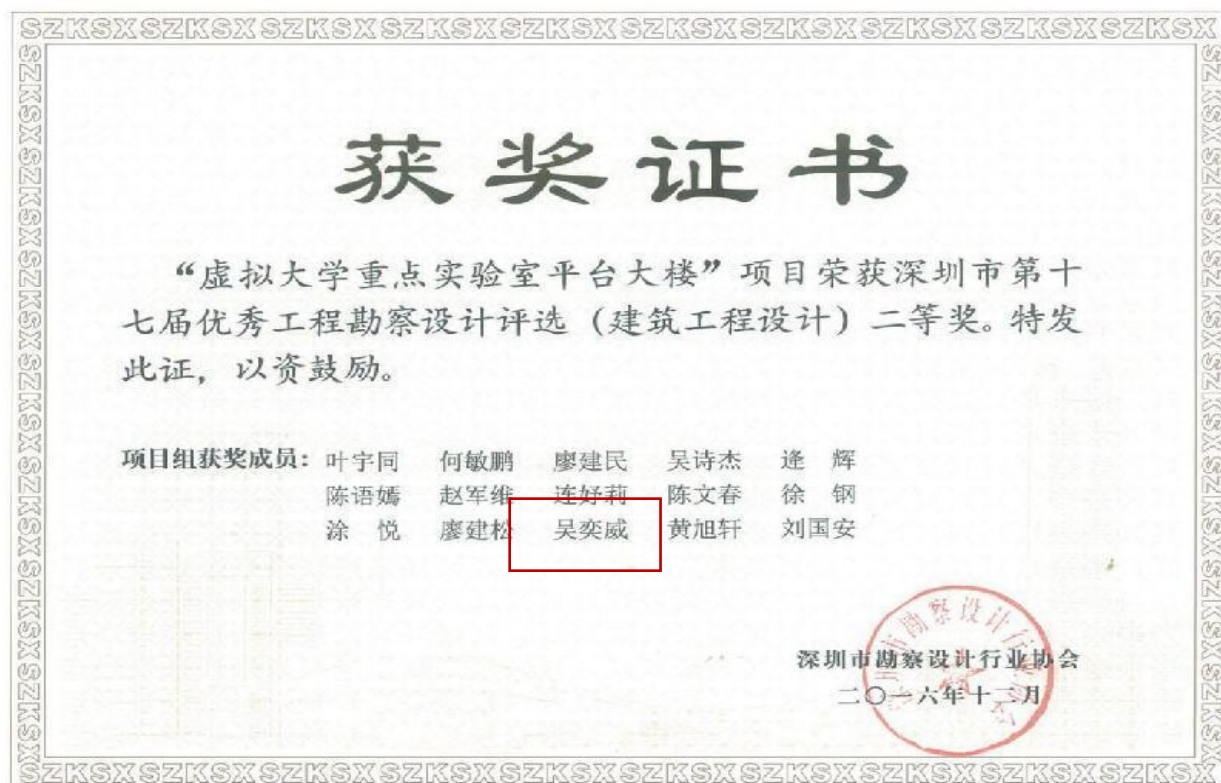 SZKSXSZKSXSZKSXSZKSXSZKSXSZKSXSZKSXSZKSX
获奖证书
“虚拟大学重点实验室平台大楼”项目荣获深圳市第十
七届优秀工程勘察设计评选（建筑工程设计）二等奖。特发
此证，以资鼓励。
项目组获奖成员：叶宇同 何敏鹏 廖建民 吴诗杰 逄 辉
陈语嫣 赵军维 连妤莉 陈文春 徐 钢
涂 悦 廖建松 吴奕威 黄旭轩 刘国安
深圳市勘察设计行业协会
二〇一六年十二月